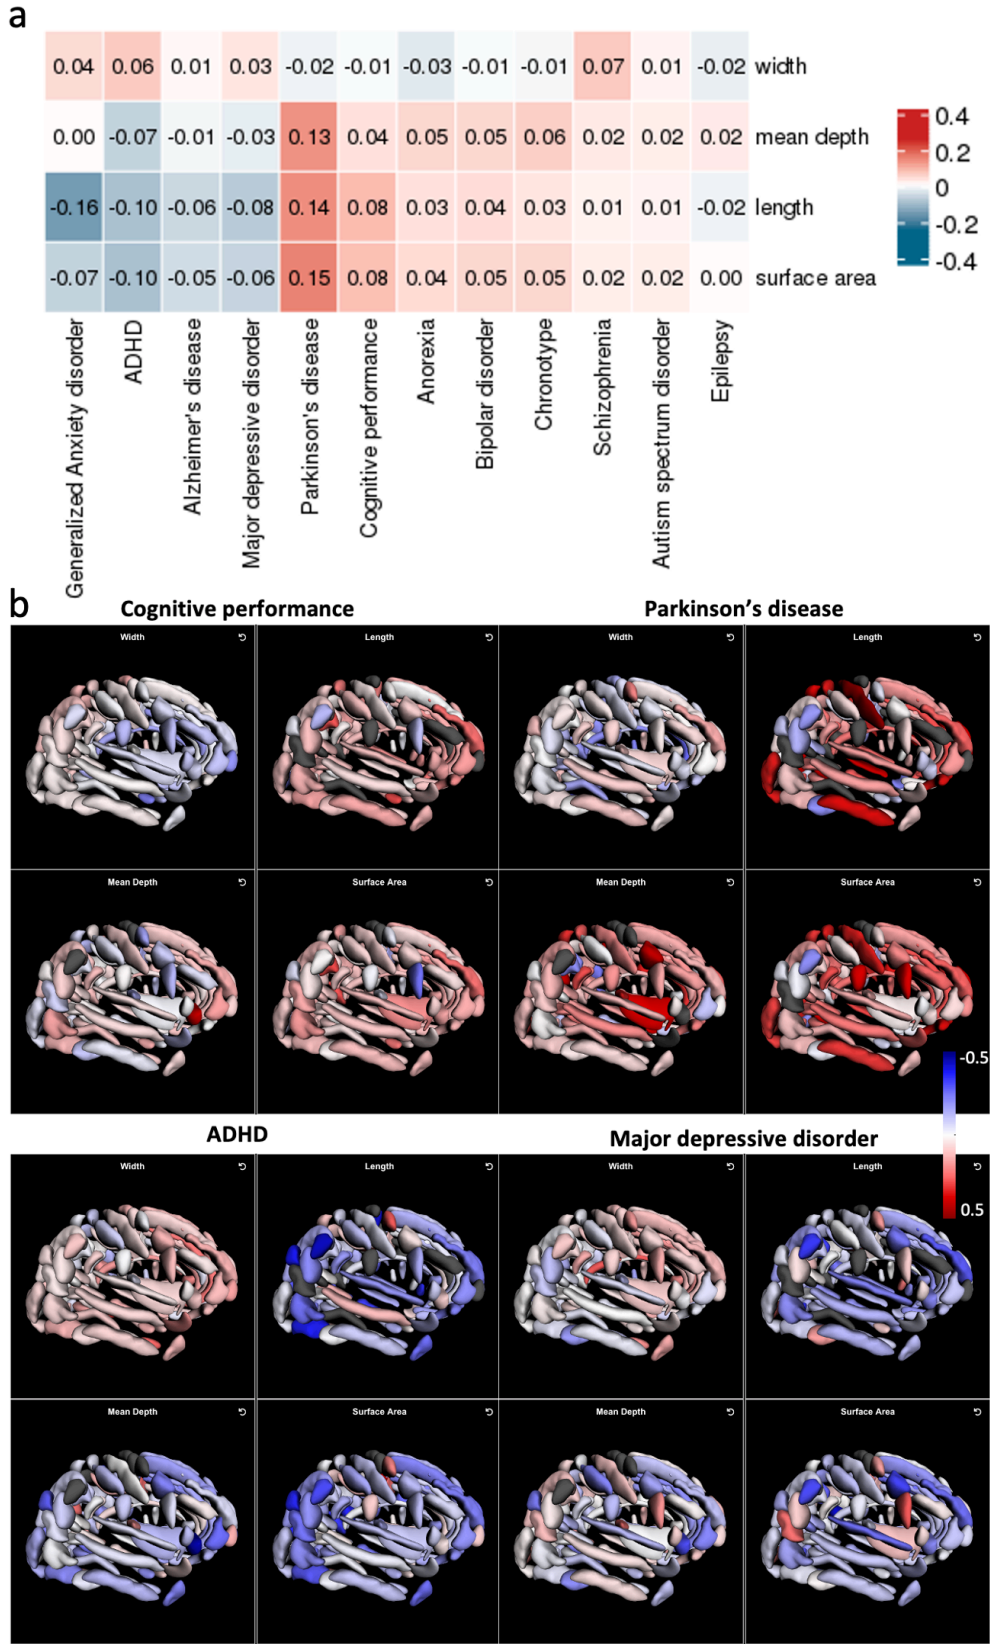 a
0.04 0.06 0.01 0.03 -0.02 -0.01 -0.03 -0.01 -0.01 0.07 0.01 -0.02 width
0.00 -0.07 -0.01 -0.03 0.13 0.04 0.05 0.05 0.06 0.02 0.02 0.02 mean depth
-0.16 -0.10 -0.06 -0.08 0.14 0.08 0.03 0.04 0.03 0.01 0.01 -0.02 length
-0.07 -0.10 -0.05 -0.06 0.15 0.08 0.04 0.05 0.05 0.02 0.02 0.00 surface area
0.4
0.2
0
-0.2
-0.4
Generalized Anxiety disorder
ADHD
Alzheimer's disease
Major depressive disorder
Parkinson's disease
Cognitive performance
Anorexia
Bipolar disorder
Chronotype
Schizophrenia
Autism spectrum disorder
Epilepsy
b
Cognitive performance Parkinson’s disease
Width Length Width Length
Mean Depth Surface Area Mean Depth Surface Area
-0.5
0.5
ADHD Major depressive disorder
Width Length Width Length
Mean Depth Surface Area Mean Depth Surface Area